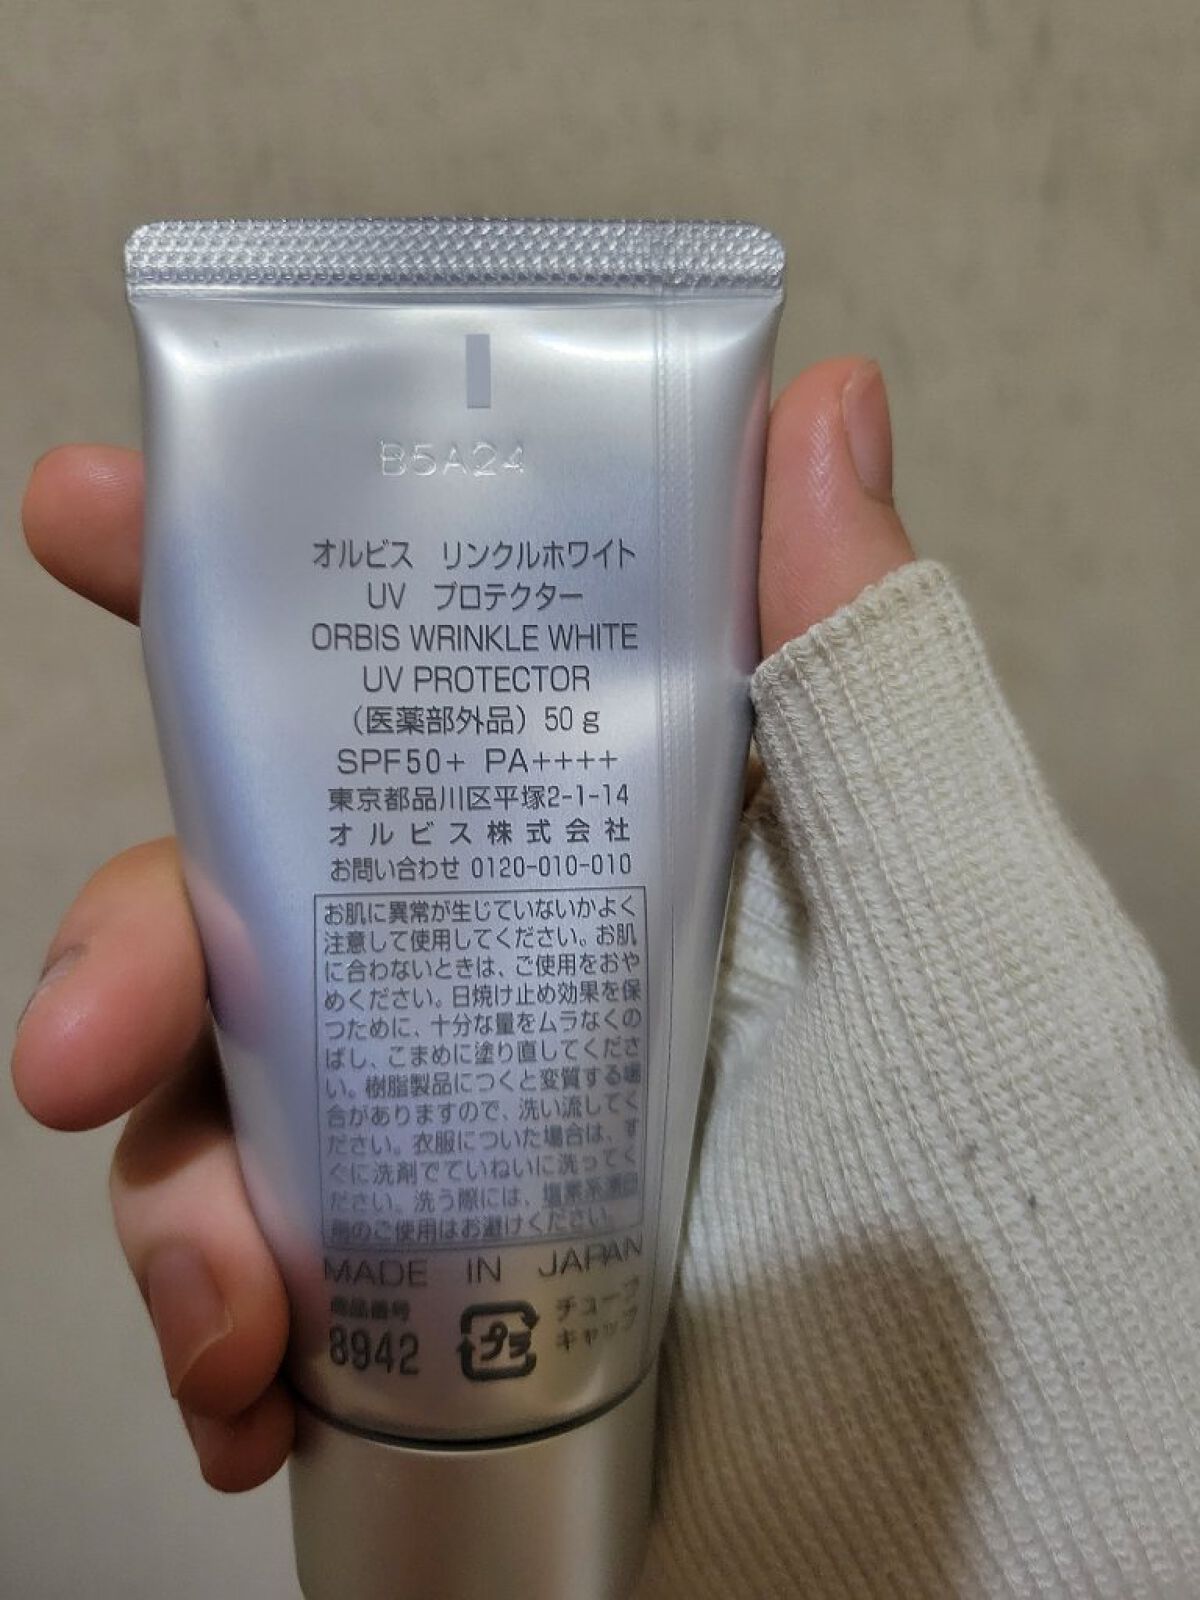 B5A24
オルビス リンクルホワイト
UV プロテクター
ORBIS WRINKLE WHITE
UV PROTECTOR
（医薬部外品）50 g
SPF50+ PA++++
東京都品川区平塚2-1-14
オルビス株式会社
お問い合わせ 0120-010-010
お肌に異常が生じていないかよく
注意して使用してください。お肌
に合わないときは、ご使用をおや
めください。日焼け止め効果を保
つために、十分な量をムラなくの
ばし、こまめに塗り直してくださ
い。樹脂製品につくと変質する場
合がありますので、洗い流してく
ださい。衣服についた場合は、す
ぐに洗剤でていねいに洗ってく
ださい。洗う際には、塩素系漂白
剤のご使用はお避けください。
MADE IN JAPAN
商品番号
8942
プラ
チューブ
キャップ